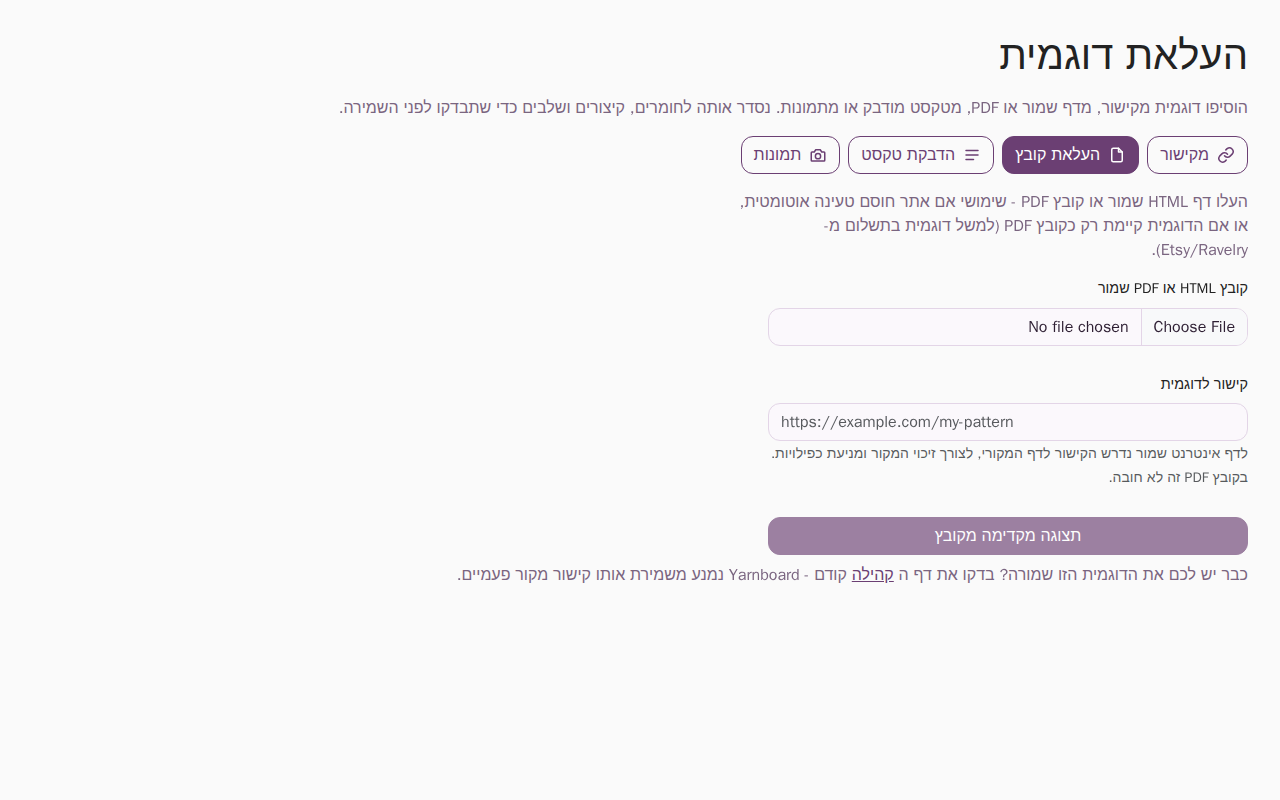 העלאת דוגמית
הוסיפו דוגמית מקישור, מדף שמור או PDF, מטקסט מודבק או מתמונות. נסדר אותה לחומרים, קיצורים ושלבים כדי שתבדקו לפני השמירה.
מקישור
העלאת קובץ
הדבקת טקסט
תמונות
העלו דף HTML שמור או קובץ PDF - שימושי אם אתר חוסם טעינה אוטומטית,
או אם הדוגמית קיימת רק כקובץ PDF (למשל דוגמית בתשלום מ-
Etsy/Ravelry).
קובץ HTML או PDF שמור
Choose File No file chosen
קישור לדוגמית
https://example.com/my-pattern
לדף אינטרנט שמור נדרש הקישור לדף המקורי, לצורך זיכוי המקור ומניעת כפילויות.
בקובץ PDF זה לא חובה.
תצוגה מקדימה מקובץ
כבר יש לכם את הדוגמית הזו שמורה? בדקו את דף ה קהילה קודם - Yarnboard נמנע משמירת אותו קישור מקור פעמיים.